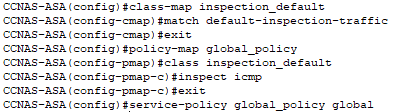 CCNAS-ASA(config)#class-map inspection_default
CCNAS-ASA(config-cmap)#match default-inspection-traffic
CCNAS-ASA(config-cmap)#exit
CCNAS-ASA(config)#policy-map global_policy
CCNAS-ASA(config-pmap)#class inspection_default
CCNAS-ASA(config-pmap-c)#inspect icmp
CCNAS-ASA(config-pmap-c)#exit
CCNAS-ASA(config)#service-policy global_policy global